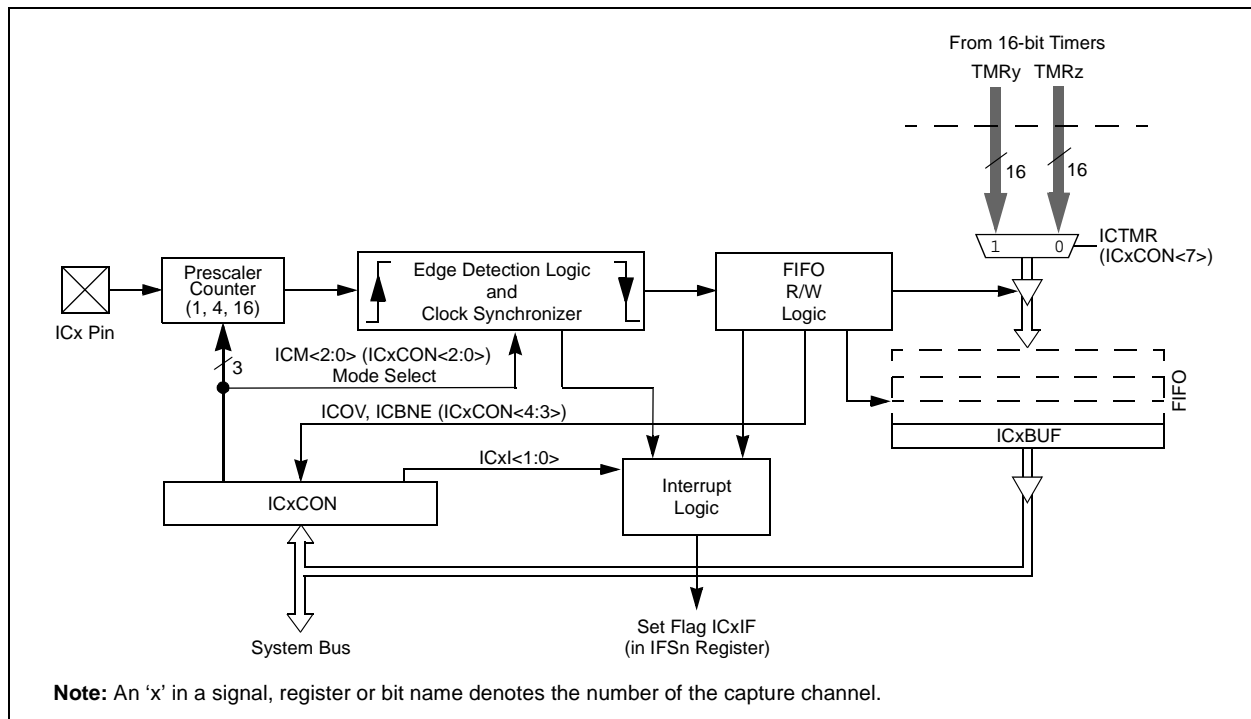 From 16-bit Timers
TMRy TMRz
16 16
1 0
ICTMR
(ICxCON<7>)
Prescaler
Counter
(1, 4, 16)
Edge Detection Logic
and
Clock Synchronizer
FIFO
R/W
Logic
ICx Pin
3
ICM<2:0> (ICxCON<2:0>)
Mode Select
FIFO
ICOV, ICBNE (ICxCON<4:3>)
ICxBUF
ICxI<1:0>
ICxCON
Interrupt
Logic
System Bus
Set Flag ICxIF
(in IFSn Register)
Note: An ‘x’ in a signal, register or bit name denotes the number of the capture channel.